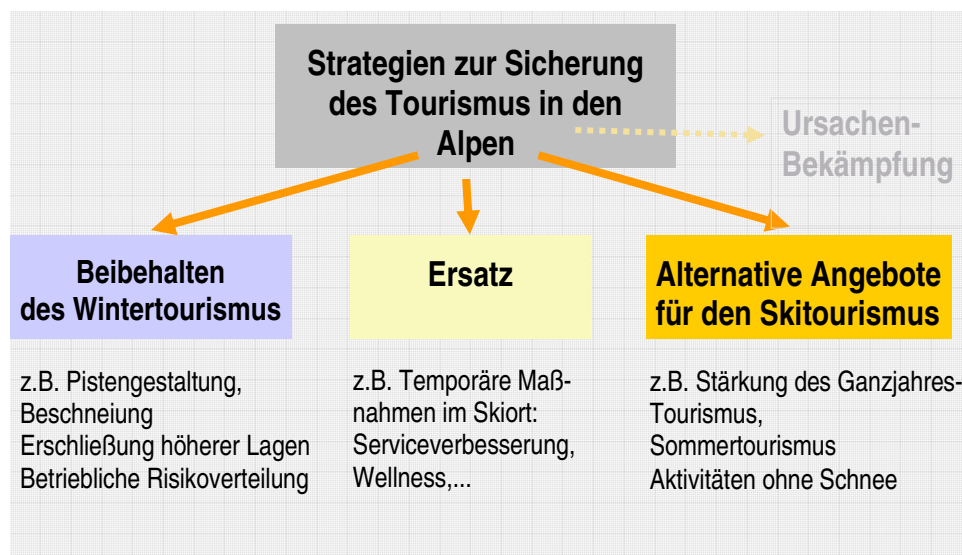 Strategien zur Sicherung
des Tourismus in den
Alpen
Ursachen-
Bekämpfung
Beibehalten
des Wintertourismus
z.B. Pistengestaltung,
Beschneiung
Erschließung höherer Lagen
Betriebliche Risikoverteilung
Ersatz
z.B. Temporäre Maß-
nahmen im Skiort:
Serviceverbesserung,
Wellness,...
Alternative Angebote
für den Skitourismus
z.B. Stärkung des Ganzjahres-
Tourismus,
Sommertourismus
Aktivitäten ohne Schnee